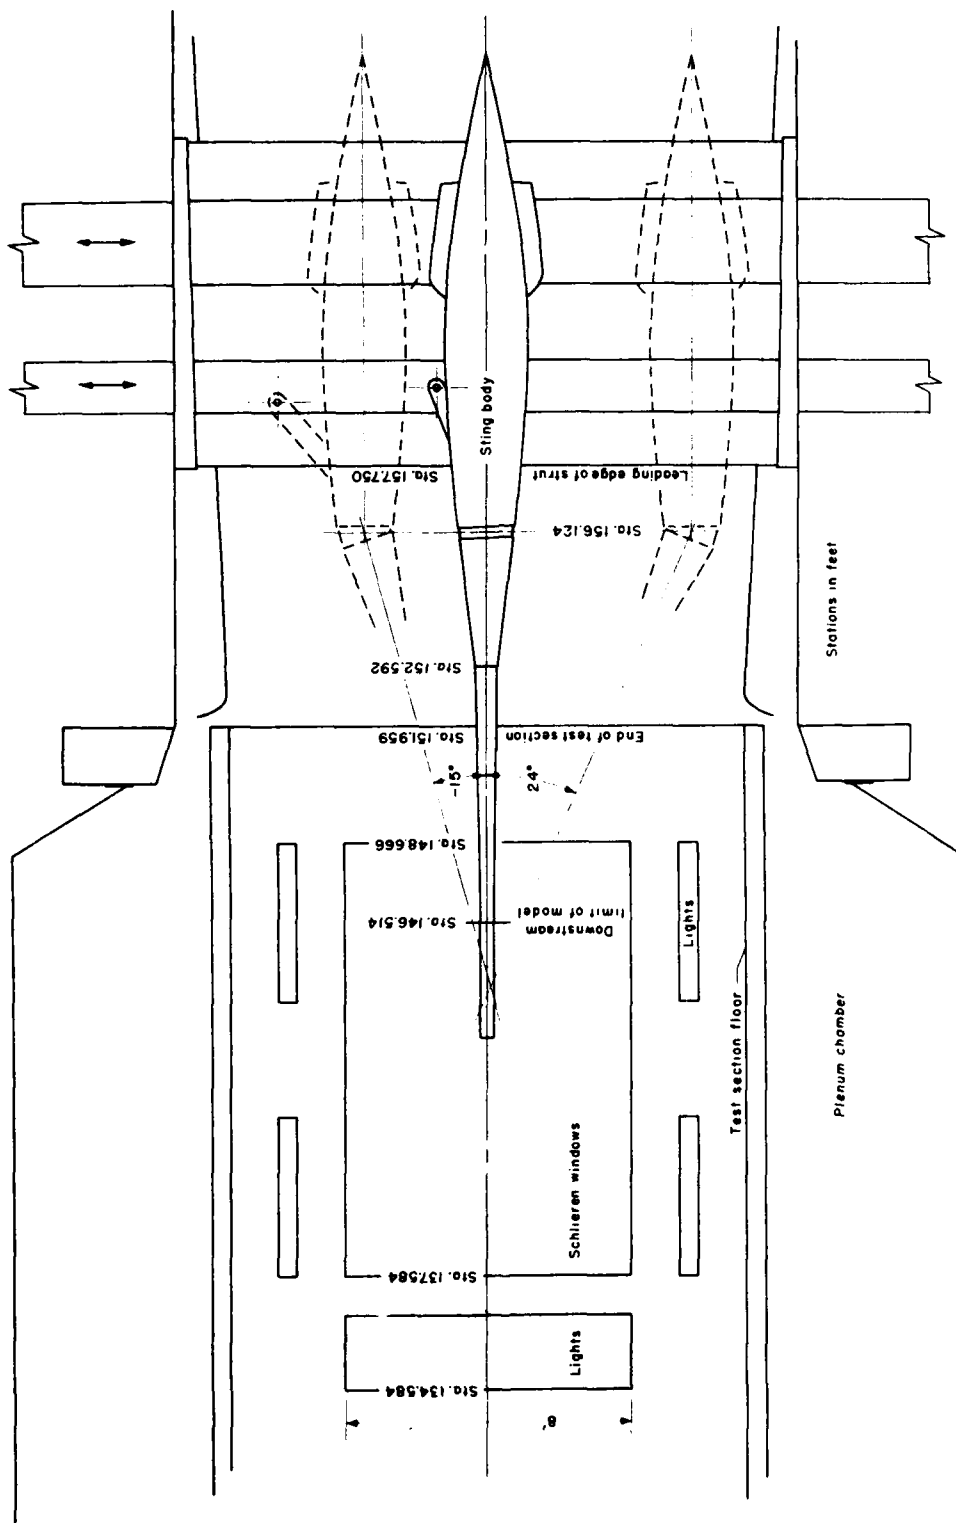 Sting body
Sta. 157.750
Leading edge of strut
Sta. 156.124
Stations in feet
Sta. 152.592
Sta. 151.959
End of test section
-15°
24°
Sta. 148.666
Sta. 146.514
Downstream
limit of model
Lights
Test section floor
Plenum chamber
Schlieren windows
Sta. 137.584
Lights
Sta. 134.584
8'